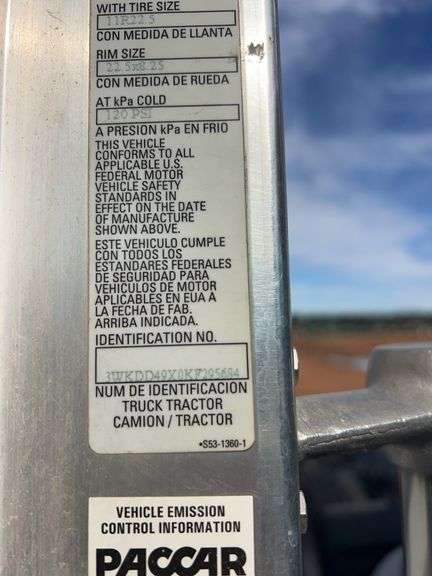 WITH TIRE SIZE
11R22.5
CON MEDIDA DE LLANTA
RIM SIZE
22.5x8.25
CON MEDIDA DE RUEDA
AT kPa COLD
120 PSI
A PRESION kPa EN FRIO
THIS VEHICLE
CONFORMS TO ALL
APPLICABLE U.S.
FEDERAL MOTOR
VEHICLE SAFETY
STANDARDS IN
EFFECT ON THE DATE
OF MANUFACTURE
SHOWN ABOVE.
ESTE VEHICULO CUMPLE
CON TODOS LOS
ESTANDARES FEDERALES
DE SEGURIDAD PARA
VEHICULOS DE MOTOR
APLICABLES EN EUA A
LA FECHA DE FAB.
ARRIBA INDICADA.
IDENTIFICATION NO.
3WKDD49X0KF295684
NUM DE IDENTIFICACION
TRUCK TRACTOR
CAMION / TRACTOR
•S53-1360-1
VEHICLE EMISSION
CONTROL INFORMATION
PACCAR